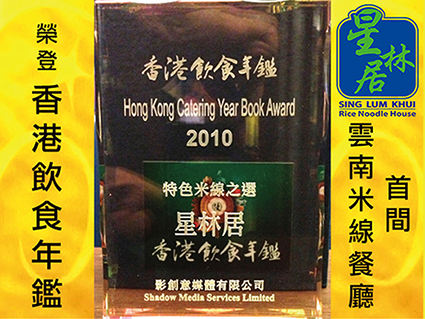 榮登
香港飲食年鑑
香港飲食年鑑
Hong Kong Catering Year Book Award
2010
特色米線之選
星林居
香港飲食年鑑
影創意媒體有限公司
Shadow Media Services Limited
星林居
SING LUM KHUI
Rice Noodle House
首間
雲南米線餐廳